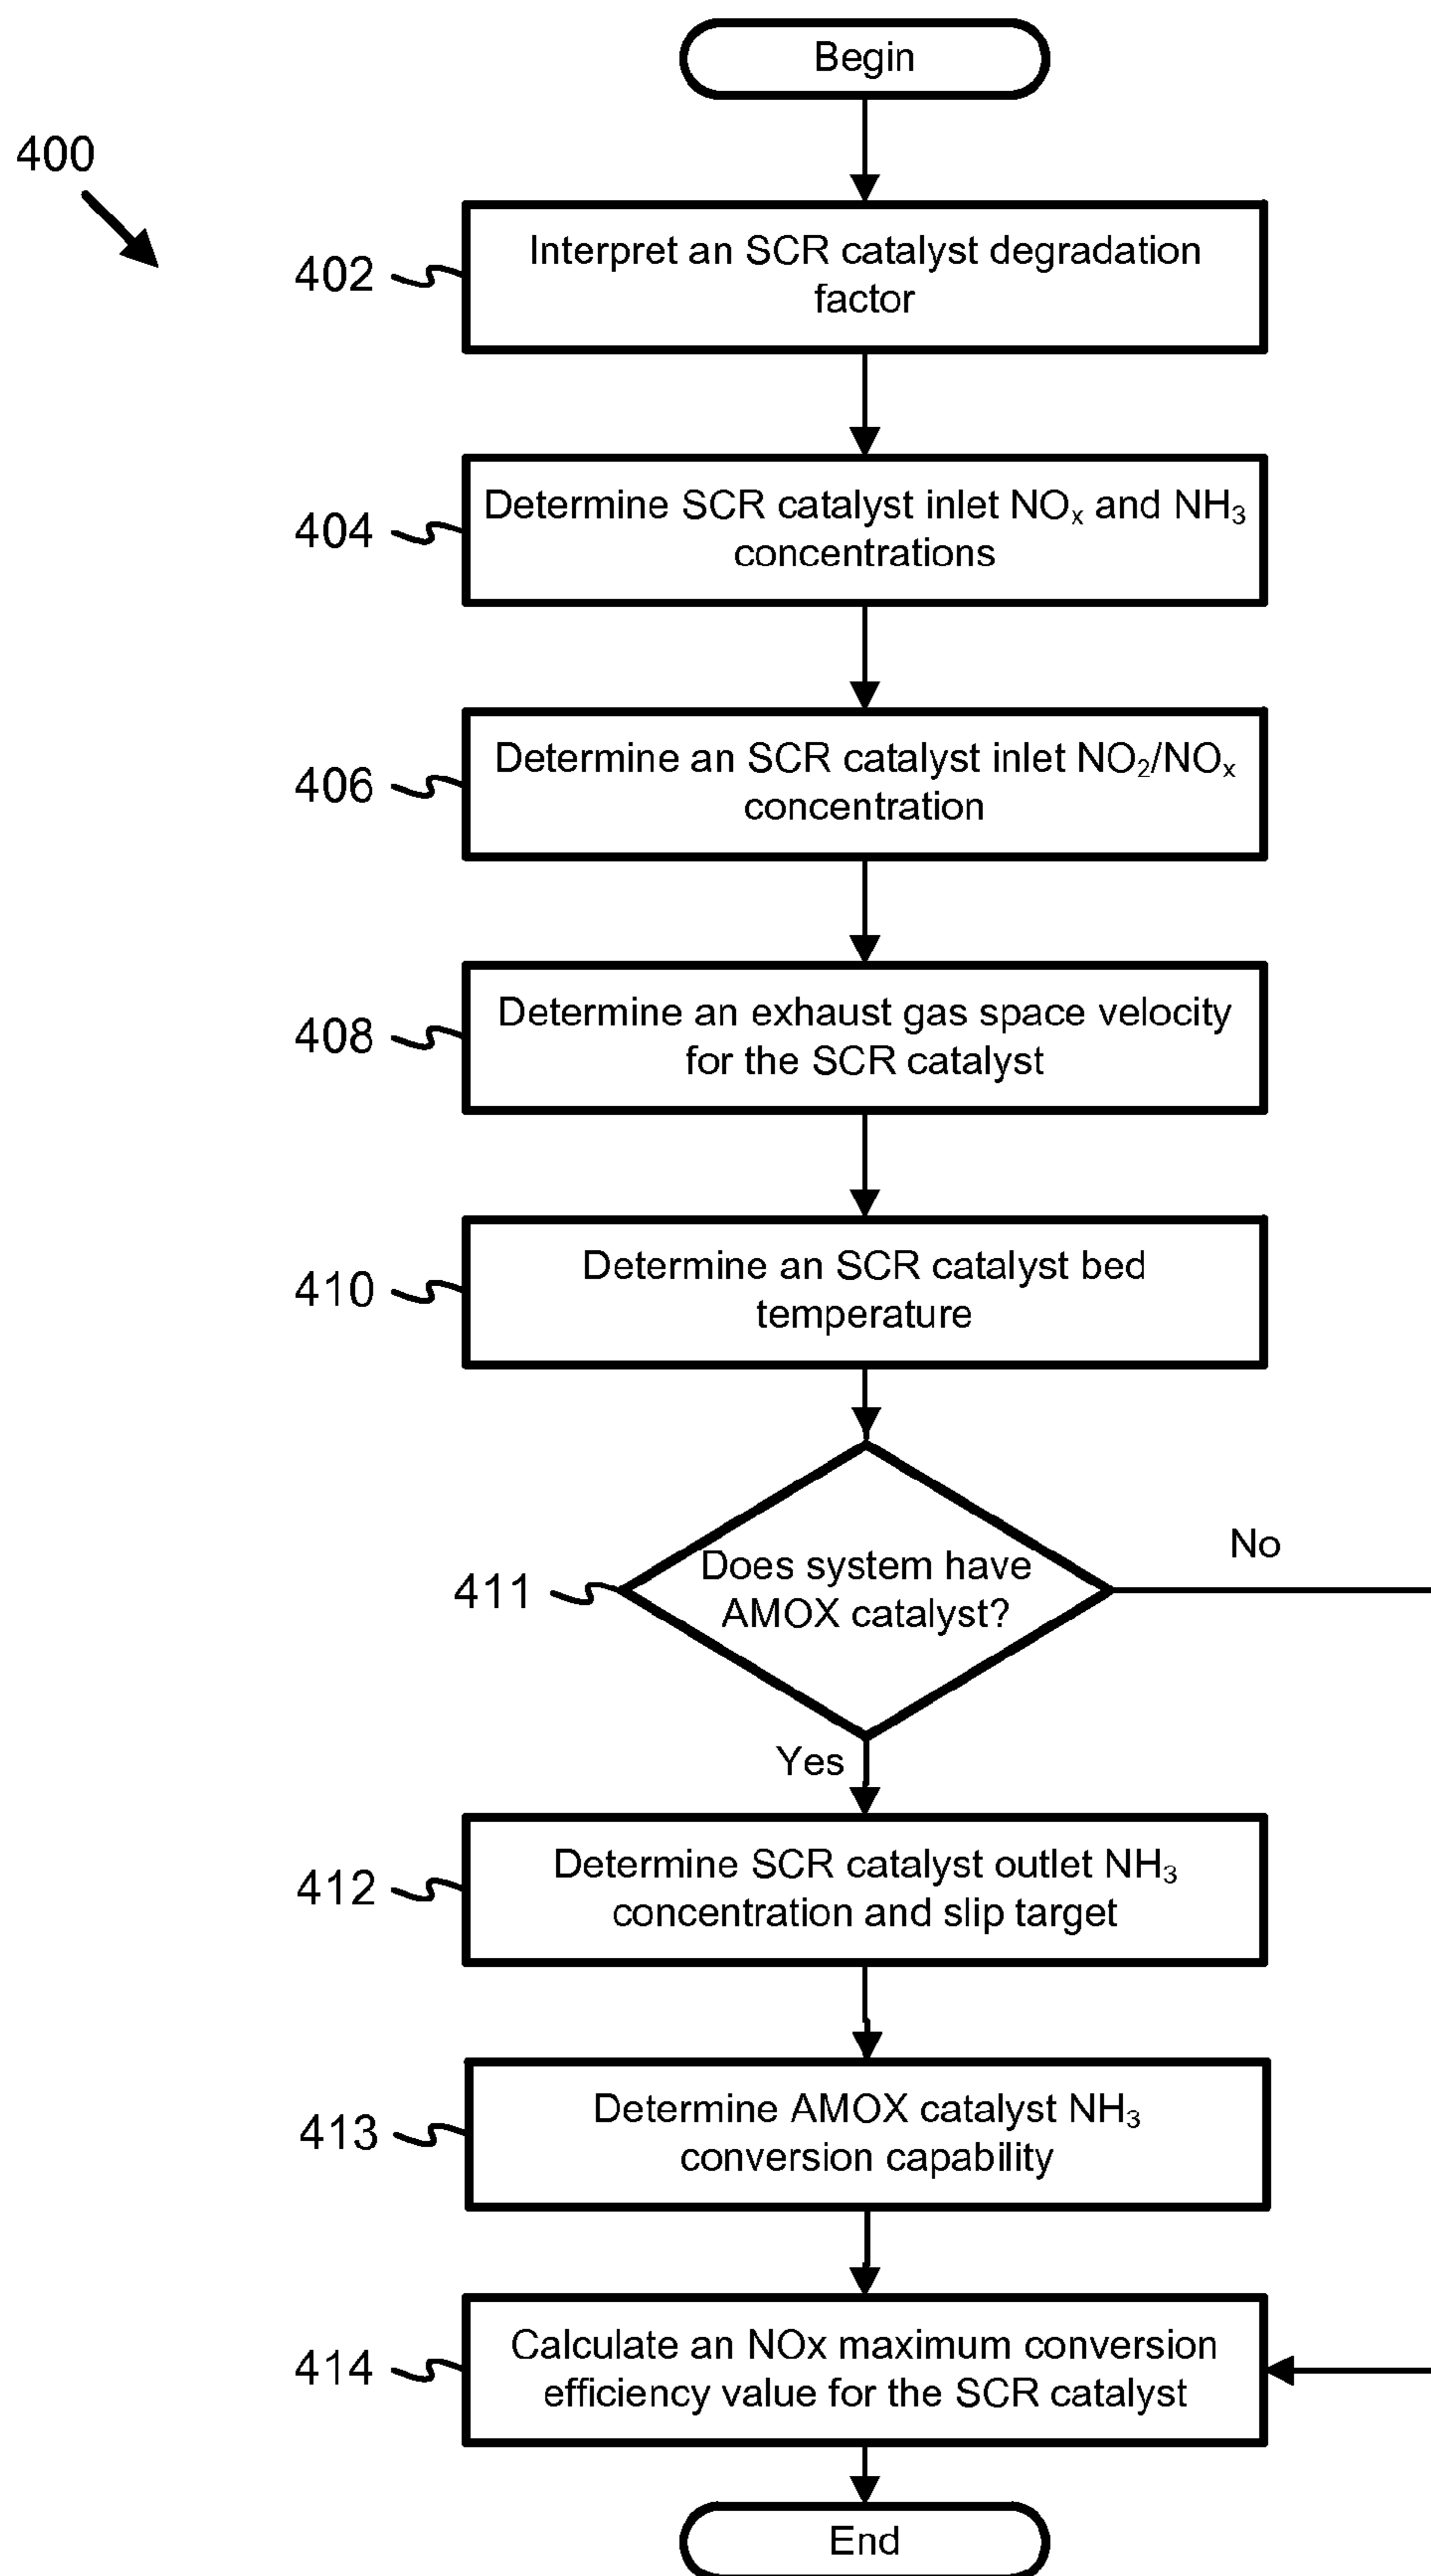 Begin
400
402
Interpret an SCR catalyst degradation
factor
404
Determine SCR catalyst inlet NOₓ and NH₃
concentrations
406
Determine an SCR catalyst inlet NO₂/NOₓ
concentration
408
Determine an exhaust gas space velocity
for the SCR catalyst
410
Determine an SCR catalyst bed
temperature
411
Does system have
AMOX catalyst?
No
Yes
412
Determine SCR catalyst outlet NH₃
concentration and slip target
413
Determine AMOX catalyst NH₃
conversion capability
414
Calculate an NOx maximum conversion
efficiency value for the SCR catalyst
End